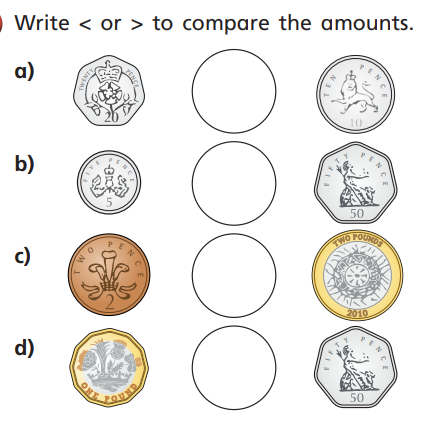 Write < or > to compare the amounts.
a)
TWENTY PENCE
20
TEN PENCE
10
b)
FIVE PENCE
5
FIFTY PENCE
50
c)
TWO PENCE
2
TWO POUNDS
2010
d)
ONE POUND
FIFTY PENCE
50